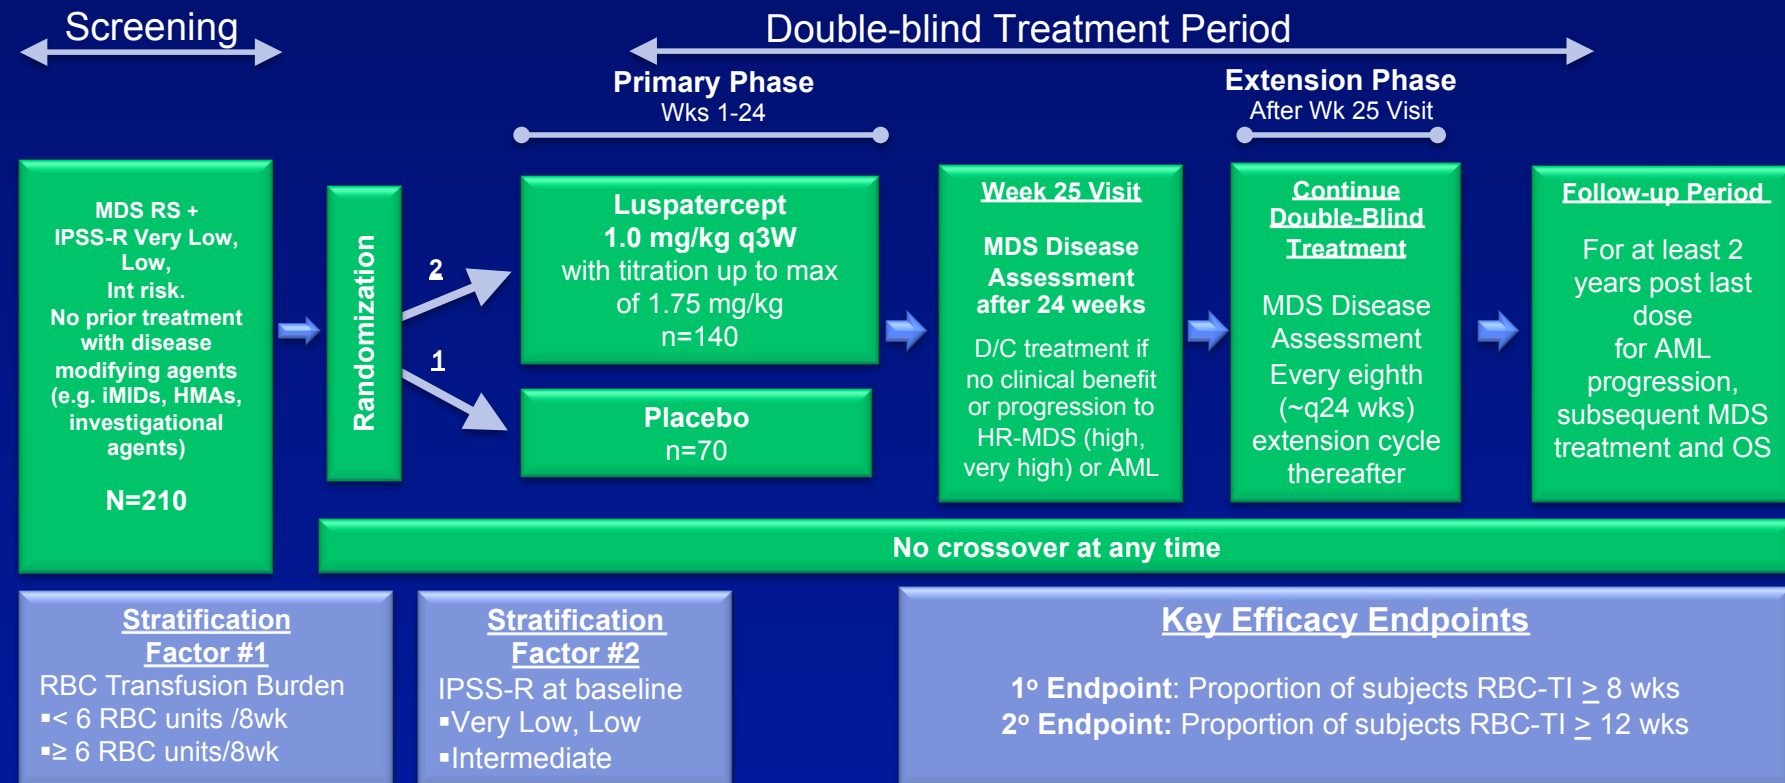 Screening
Double-blind Treatment Period
Primary Phase
Wks 1-24
Extension Phase
After Wk 25 Visit
MDS RS +
IPSS-R Very Low,
Low,
Int risk.
No prior treatment
with disease
modifying agents
(e.g. iMIDs, HMAs,
investigational
agents)
N=210
Randomization
2
1
Luspatercept
1.0 mg/kg q3W
with titration up to max
of 1.75 mg/kg
n=140
Placebo
n=70
Week 25 Visit
MDS Disease
Assessment
after 24 weeks
D/C treatment if
no clinical benefit
or progression to
HR-MDS (high,
very high) or AML
Continue
Double-Blind
Treatment
MDS Disease
Assessment
Every eighth
(~q24 wks)
extension cycle
thereafter
Follow-up Period
For at least 2
years post last
dose
for AML
progression,
subsequent MDS
treatment and OS
No crossover at any time
Stratification
Factor #1
RBC Transfusion Burden
▪< 6 RBC units /8wk
▪≥ 6 RBC units/8wk
Stratification
Factor #2
IPSS-R at baseline
▪Very Low, Low
▪Intermediate
Key Efficacy Endpoints
1º Endpoint: Proportion of subjects RBC-TI ≥ 8 wks
2º Endpoint: Proportion of subjects RBC-TI ≥ 12 wks